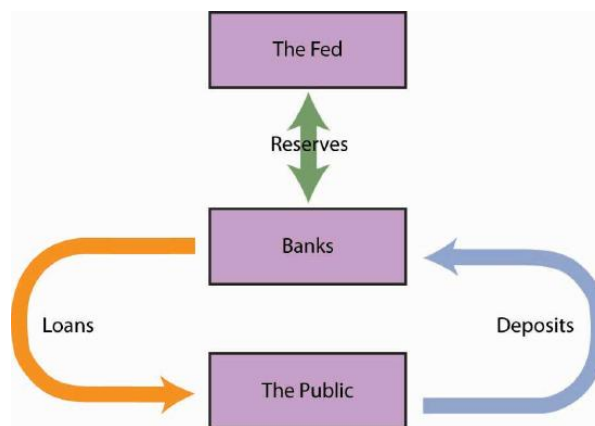 The Fed
Reserves
Banks
Loans
Deposits
The Public